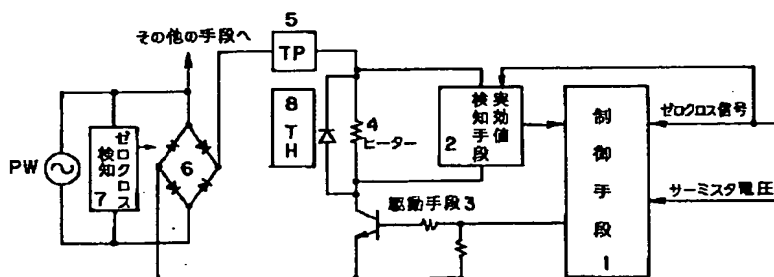 その他の手段へ
5
TP
8
TH
4
ヒーター
実効値検知手段
2
制御手段
1
ゼロクロス信号
サーミスタ電圧
PW
ゼロクロス検知
7
6
駆動手段3